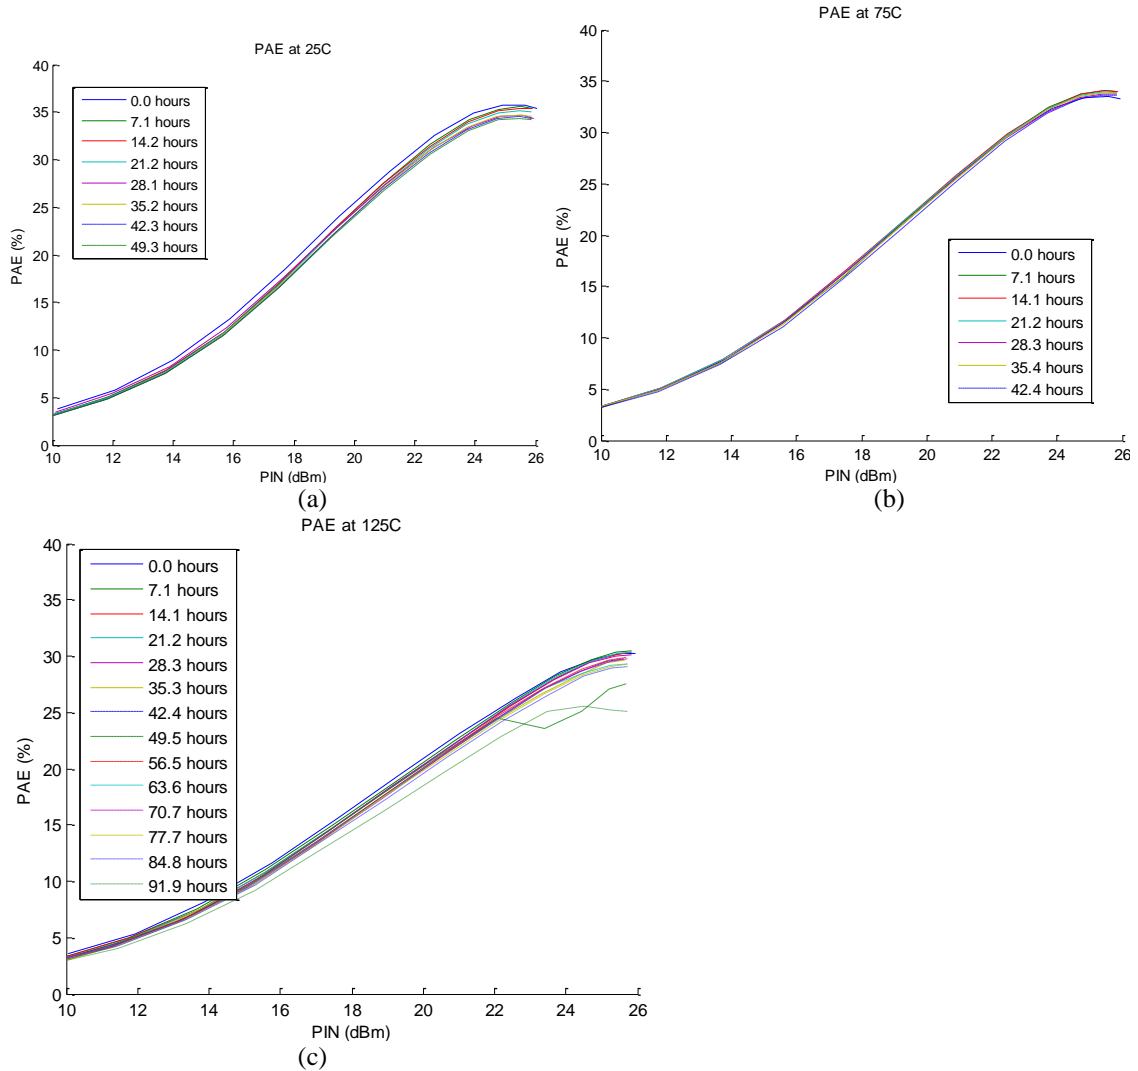 PAE at 25C
40
35
30
25
20
15
10
5
0
PAE (%)
0.0 hours
7.1 hours
14.2 hours
21.2 hours
28.1 hours
35.2 hours
42.3 hours
49.3 hours
10 12 14 16 18 20 22 24 26
PIN (dBm)
(a)
PAE at 75C
40
35
30
25
20
15
10
5
0
PAE (%)
0.0 hours
7.1 hours
14.1 hours
21.2 hours
28.3 hours
35.4 hours
42.4 hours
10 12 14 16 18 20 22 24 26
PIN (dBm)
(b)
PAE at 125C
40
35
30
25
20
15
10
5
0
PAE (%)
0.0 hours
7.1 hours
14.1 hours
21.2 hours
28.3 hours
35.3 hours
42.4 hours
49.5 hours
56.5 hours
63.6 hours
70.7 hours
77.7 hours
84.8 hours
91.9 hours
10 12 14 16 18 20 22 24 26
PIN (dBm)
(c)